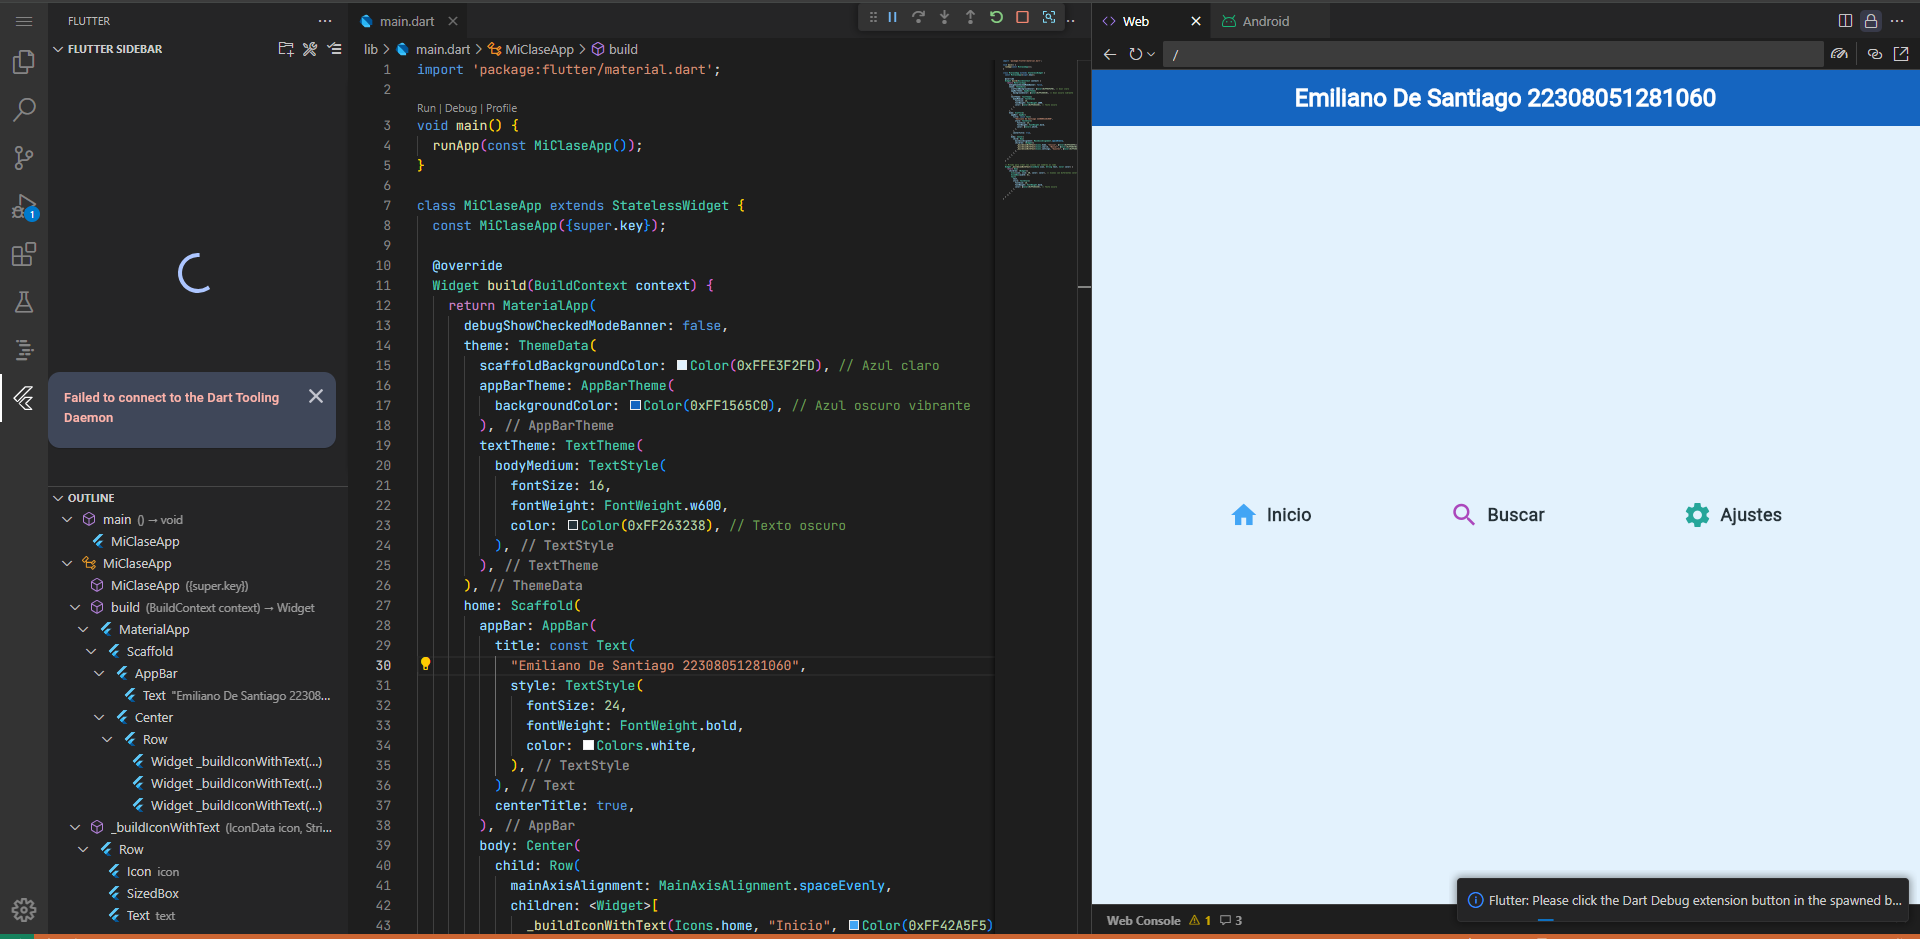 FLUTTER
FLUTTER SIDEBAR
Failed to connect to the Dart Tooling
Daemon
OUTLINE
main () → void
MiClaseApp
MiClaseApp
MiClaseApp ({super.key})
build (BuildContext context) → Widget
MaterialApp
Scaffold
AppBar
Text "Emiliano De Santiago 22308...
Center
Row
Widget _buildIconWithText(...)
Widget _buildIconWithText(...)
Widget _buildIconWithText(...)
_buildIconWithText (IconData icon, Stri...
Row
Icon icon
SizedBox
Text text
1
main.dart
lib > main.dart > MiClaseApp > build
1 import 'package:flutter/material.dart';
2
Run | Debug | Profile
3 void main() {
4 runApp(const MiClaseApp());
5 }
6
7 class MiClaseApp extends StatelessWidget {
8 const MiClaseApp({super.key});
9
10 @override
11 Widget build(BuildContext context) {
12 return MaterialApp(
13 debugShowCheckedModeBanner: false,
14 theme: ThemeData(
15 scaffoldBackgroundColor: Color(0xFFE3F2FD), // Azul claro
16 appBarTheme: AppBarTheme(
17 backgroundColor: Color(0xFF1565C0), // Azul oscuro vibrante
18 ), // AppBarTheme
19 textTheme: TextTheme(
20 bodyMedium: TextStyle(
21 fontSize: 16,
22 fontWeight: FontWeight.w600,
23 color: Color(0xFF263238), // Texto oscuro
24 ), // TextStyle
25 ), // TextTheme
26 ), // ThemeData
27 home: Scaffold(
28 appBar: AppBar(
29 title: const Text(
30 "Emiliano De Santiago 22308051281060",
31 style: TextStyle(
32 fontSize: 24,
33 fontWeight: FontWeight.bold,
34 color: Colors.white,
35 ), // TextStyle
36 ), // Text
37 centerTitle: true,
38 ), // AppBar
39 body: Center(
40 child: Row(
41 mainAxisAlignment: MainAxisAlignment.spaceEvenly,
42 children: <Widget>[
43 _buildIconWithText(Icons.home, "Inicio", Color(0xFF42A5F5)
Web
Android
/
Emiliano De Santiago 22308051281060
Inicio
Buscar
Ajustes
Flutter: Please click the Dart Debug extension button in the spawned b...
Web Console 1 3